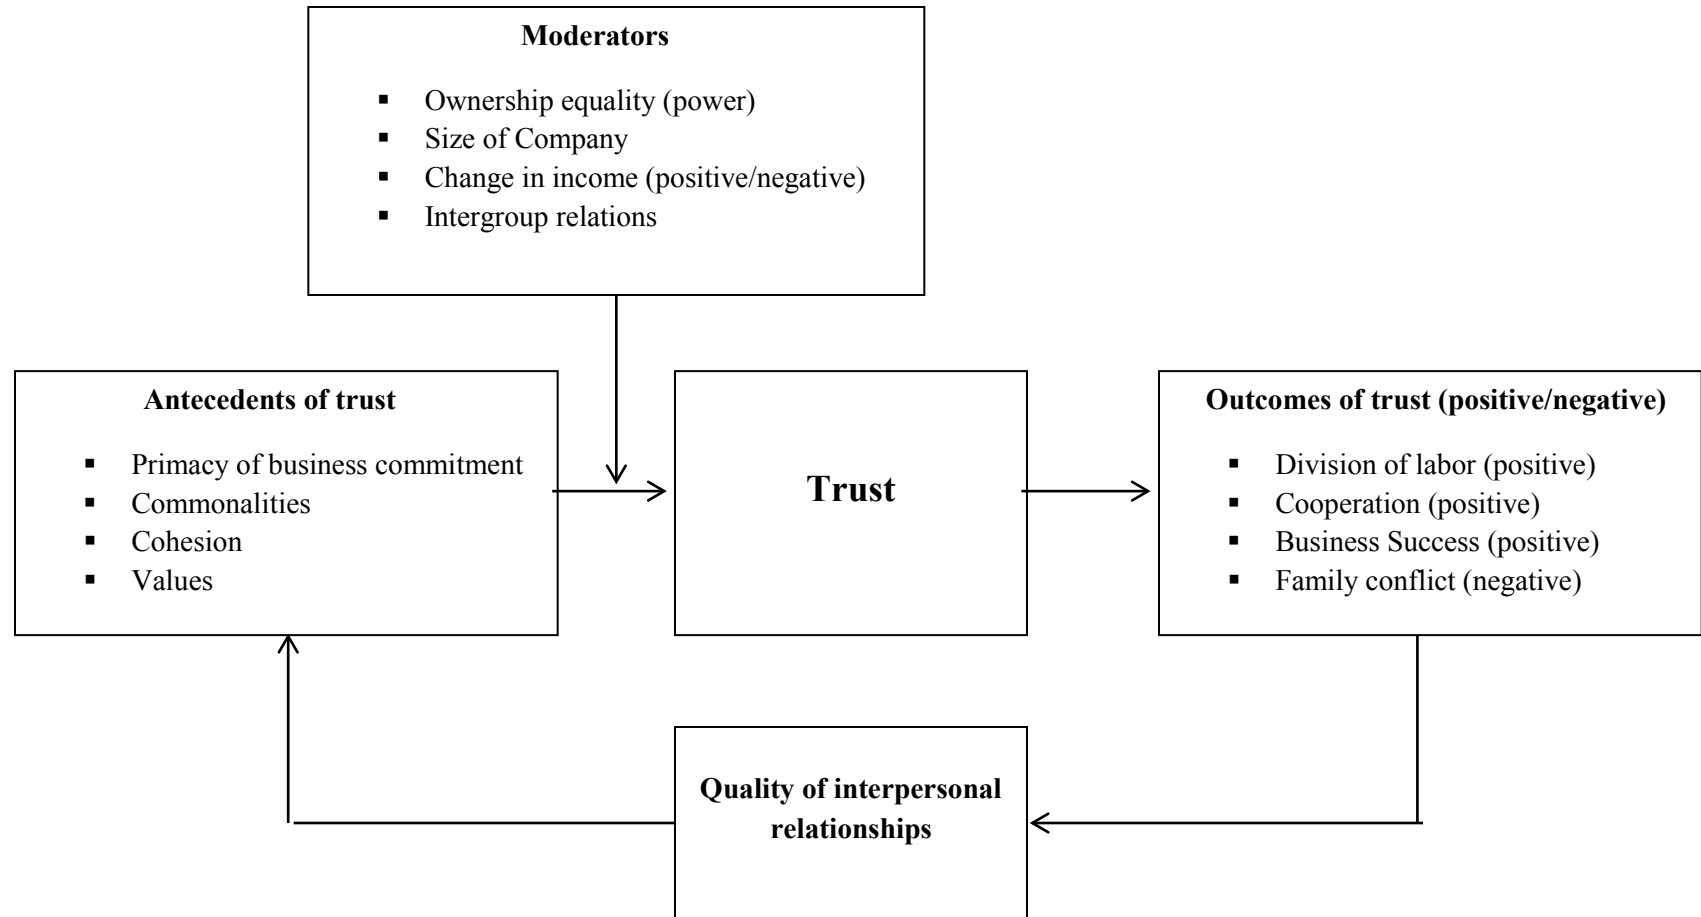 Moderators
▪ Ownership equality (power)
▪ Size of Company
▪ Change in income (positive/negative)
▪ Intergroup relations
Antecedents of trust
▪ Primacy of business commitment
▪ Commonalities
▪ Cohesion
▪ Values
Trust
Outcomes of trust (positive/negative)
▪ Division of labor (positive)
▪ Cooperation (positive)
▪ Business Success (positive)
▪ Family conflict (negative)
Quality of interpersonal
relationships